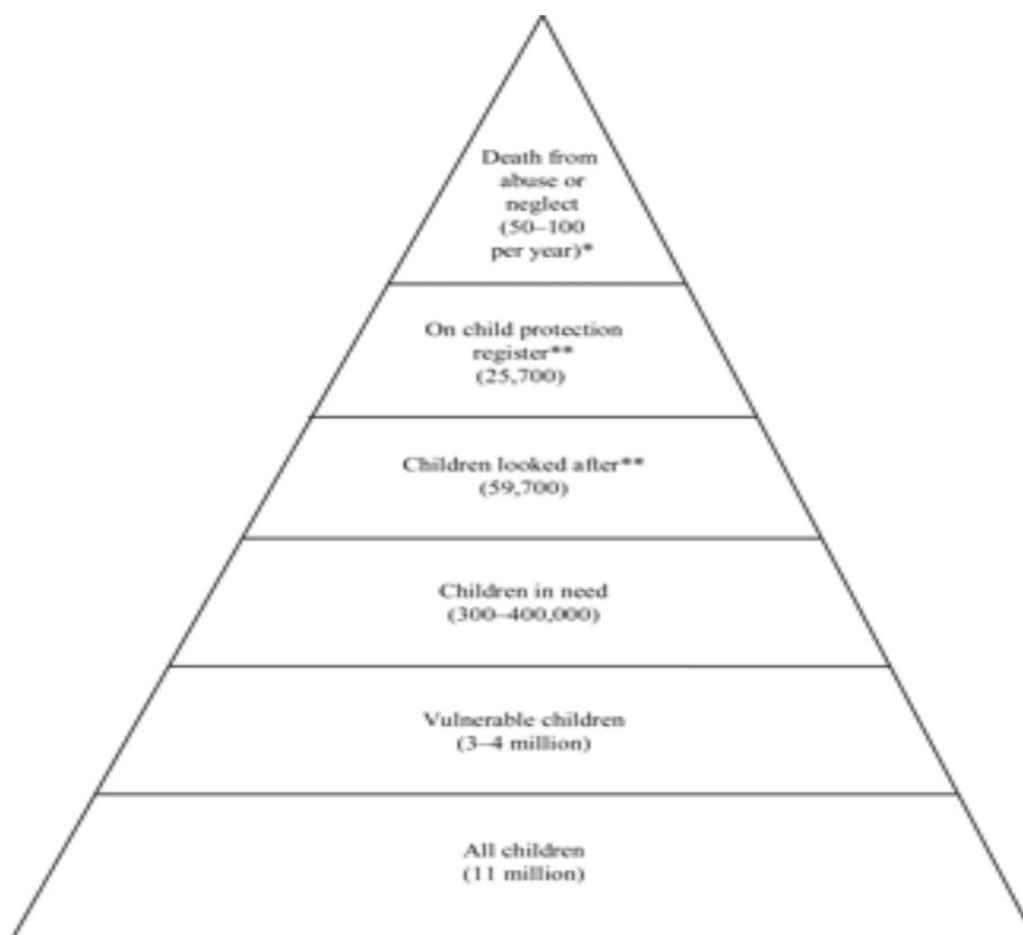 Death from
abuse or
neglect
(50–100
per year)*
On child protection
register**
(25,700)
Children looked after**
(59,700)
Children in need
(300–400,000)
Vulnerable children
(3–4 million)
All children
(11 million)